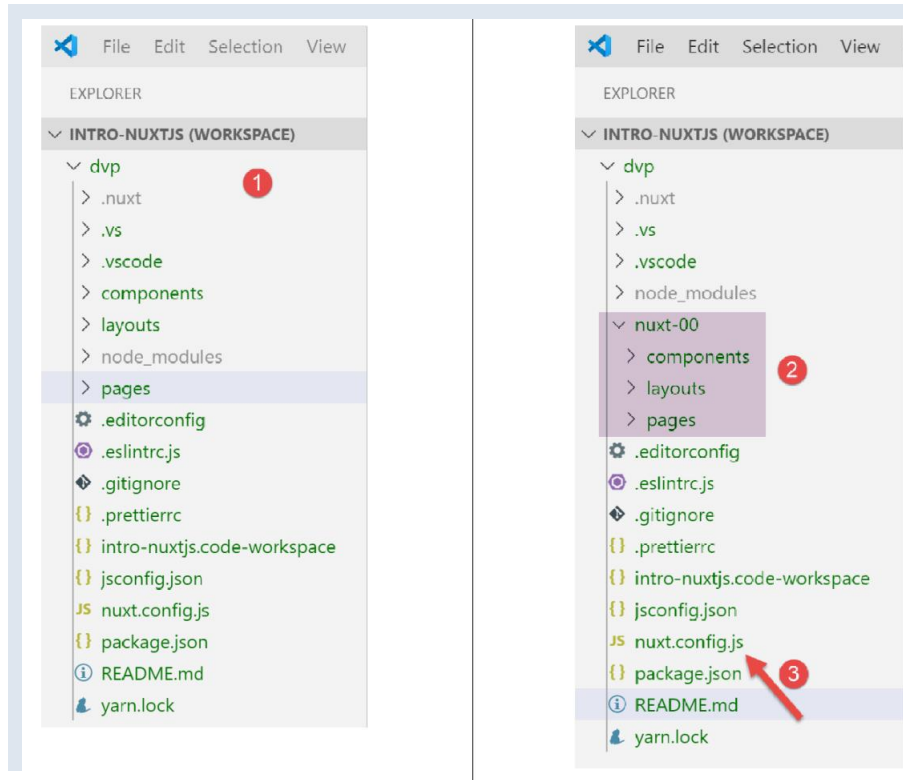 File Edit Selection View
EXPLORER
INTRO-NUXTJS (WORKSPACE)
dvp
1
.nuxt
.vs
.vscode
components
layouts
node_modules
pages
.editorconfig
.eslintrc.js
.gitignore
.prettierrc
intro-nuxtjs.code-workspace
jsconfig.json
JS nuxt.config.js
package.json
README.md
yarn.lock
File Edit Selection View
EXPLORER
INTRO-NUXTJS (WORKSPACE)
dvp
.nuxt
.vs
.vscode
node_modules
nuxt-00
components
2
layouts
pages
.editorconfig
.eslintrc.js
.gitignore
.prettierrc
intro-nuxtjs.code-workspace
jsconfig.json
JS nuxt.config.js
package.json
3
README.md
yarn.lock